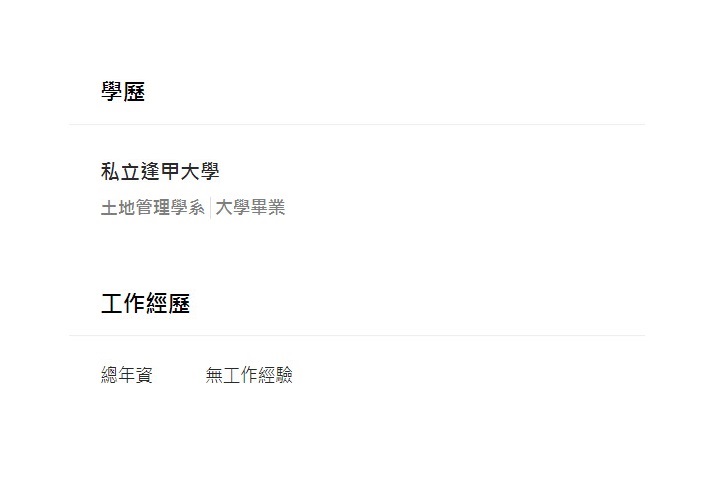 學歷
私立逢甲大學
土地管理學系 | 大學畢業
工作經歷
總年資 無工作經驗